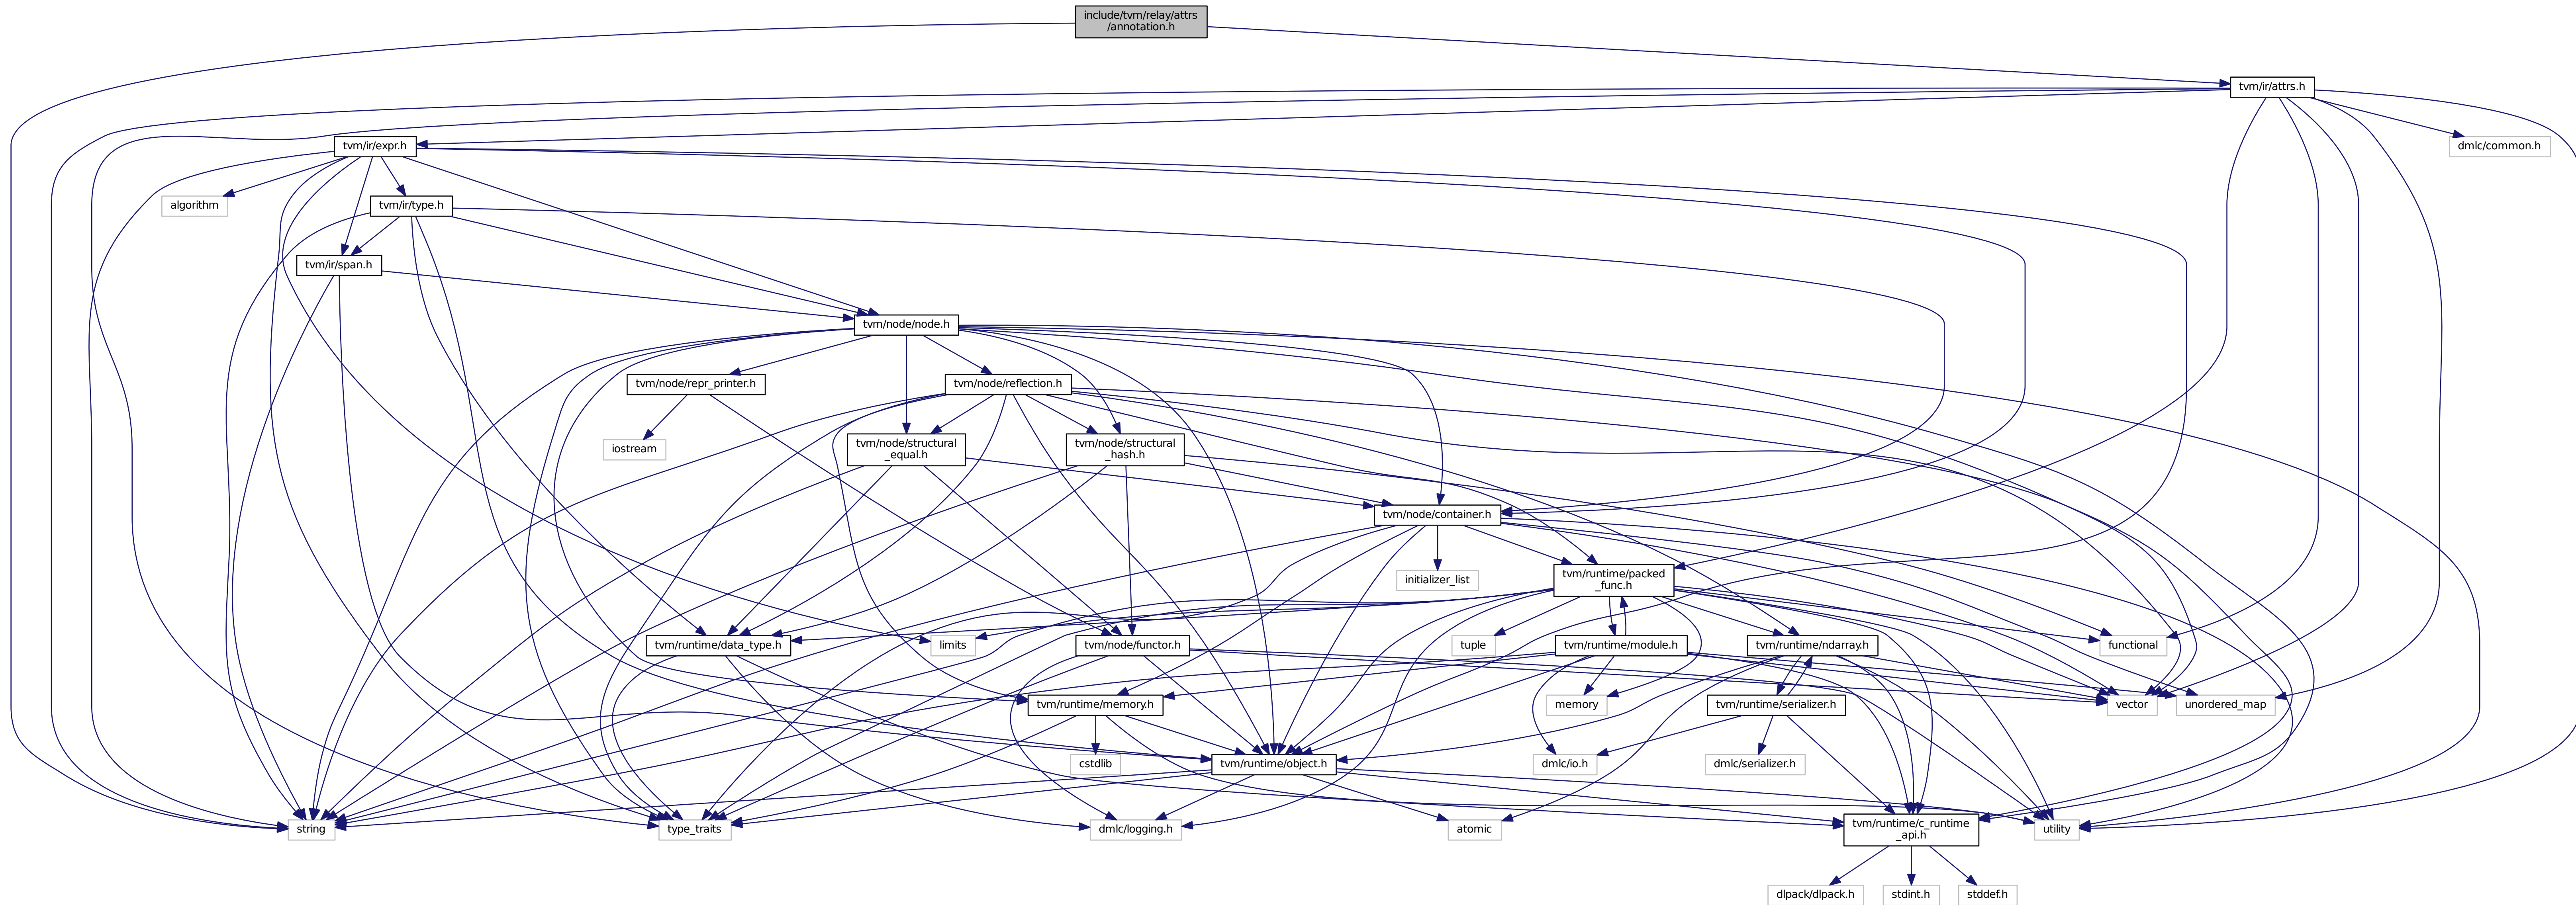 include/tvm/relay/attrs
/annotation.h
tvm/ir/attrs.h
tvm/ir/expr.h
dmlc/common.h
algorithm
tvm/ir/type.h
tvm/ir/span.h
tvm/node/node.h
tvm/node/repr_printer.h
tvm/node/reflection.h
iostream
tvm/node/structural
_equal.h
tvm/node/structural
_hash.h
tvm/node/container.h
initializer_list
tvm/runtime/packed
_func.h
tvm/runtime/data_type.h
limits
tvm/node/functor.h
tuple
tvm/runtime/module.h
tvm/runtime/ndarray.h
functional
tvm/runtime/memory.h
memory
tvm/runtime/serializer.h
vector
unordered_map
cstdlib
tvm/runtime/object.h
dmlc/io.h
dmlc/serializer.h
string
type_traits
dmlc/logging.h
atomic
tvm/runtime/c_runtime
_api.h
utility
dlpack/dlpack.h
stdint.h
stddef.h